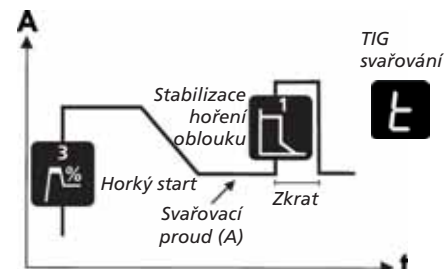 A
TIG
svařování
t
Stabilizace
hoření
oblouku
1
3
%
Horký start
Svařovací
proud (A)
Zkrat
t